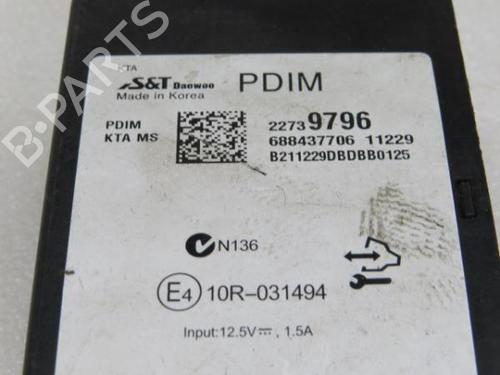 KTA
S&T Daewoo PDIM
Made in Korea
PDIM
KTA MS
22739796
688437706 11229
B211229DBDBB0125
N136
E4 10R-031494
Input:12.5V⎓, 1.5A
B-PARTS